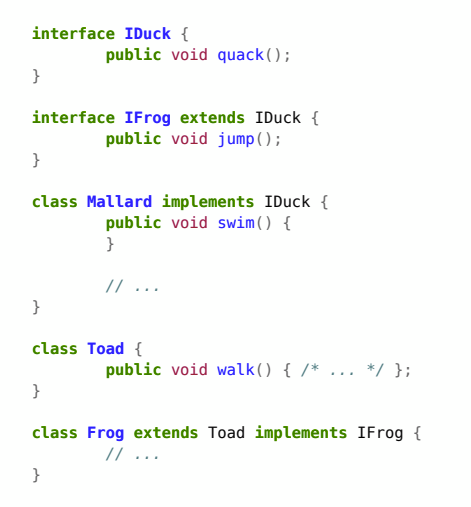 interface IDuck {
        public void quack();
}

interface IFrog extends IDuck {
        public void jump();
}

class Mallard implements IDuck {
        public void swim() {
        }

        // ...
}

class Toad {
        public void walk() { /* ... */ };
}

class Frog extends Toad implements IFrog {
        // ...
}